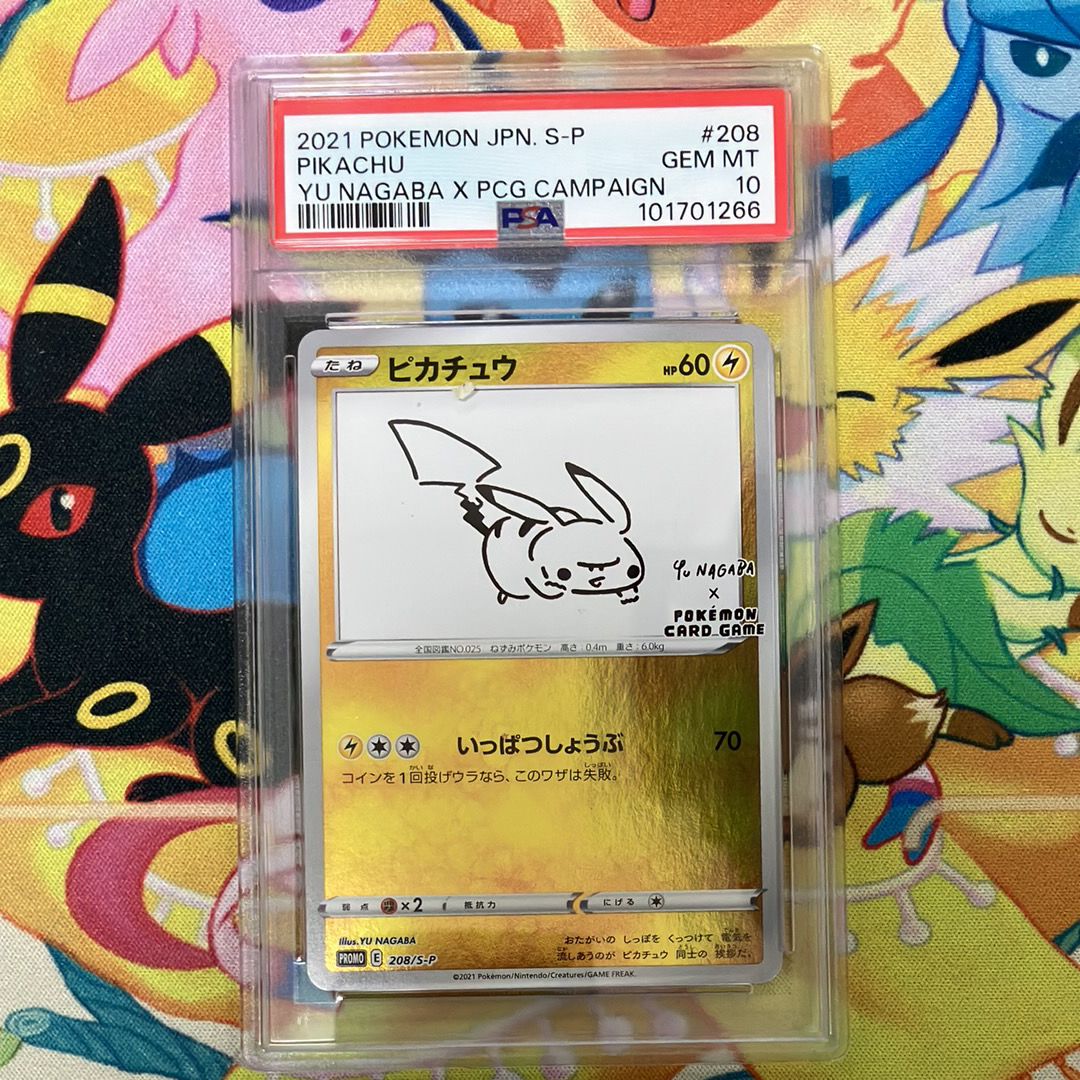 2021 POKEMON JPN. S-P #208
PIKACHU GEM MT
YU NAGABA X PCG CAMPAIGN 10
PSA 101701266
たね ピカチュウ HP60
YU NAGABA
×
POKÉMON
CARD GAME
全国図鑑NO.025 ねずみポケモン 高さ:0.4m 重さ:6.0kg
いっぱつしょうぶ 70
コインを1回投げウラなら、このワザは失敗。
弱点 ×2 抵抗力 にげる
Illus.YU NAGABA
おたがいの しっぽを くっつけて 電気を
流しあうのが ピカチュウ 同士の 挨拶だ。
PROMO E 208/S-P
©2021 Pokémon/Nintendo/Creatures/GAME FREAK.